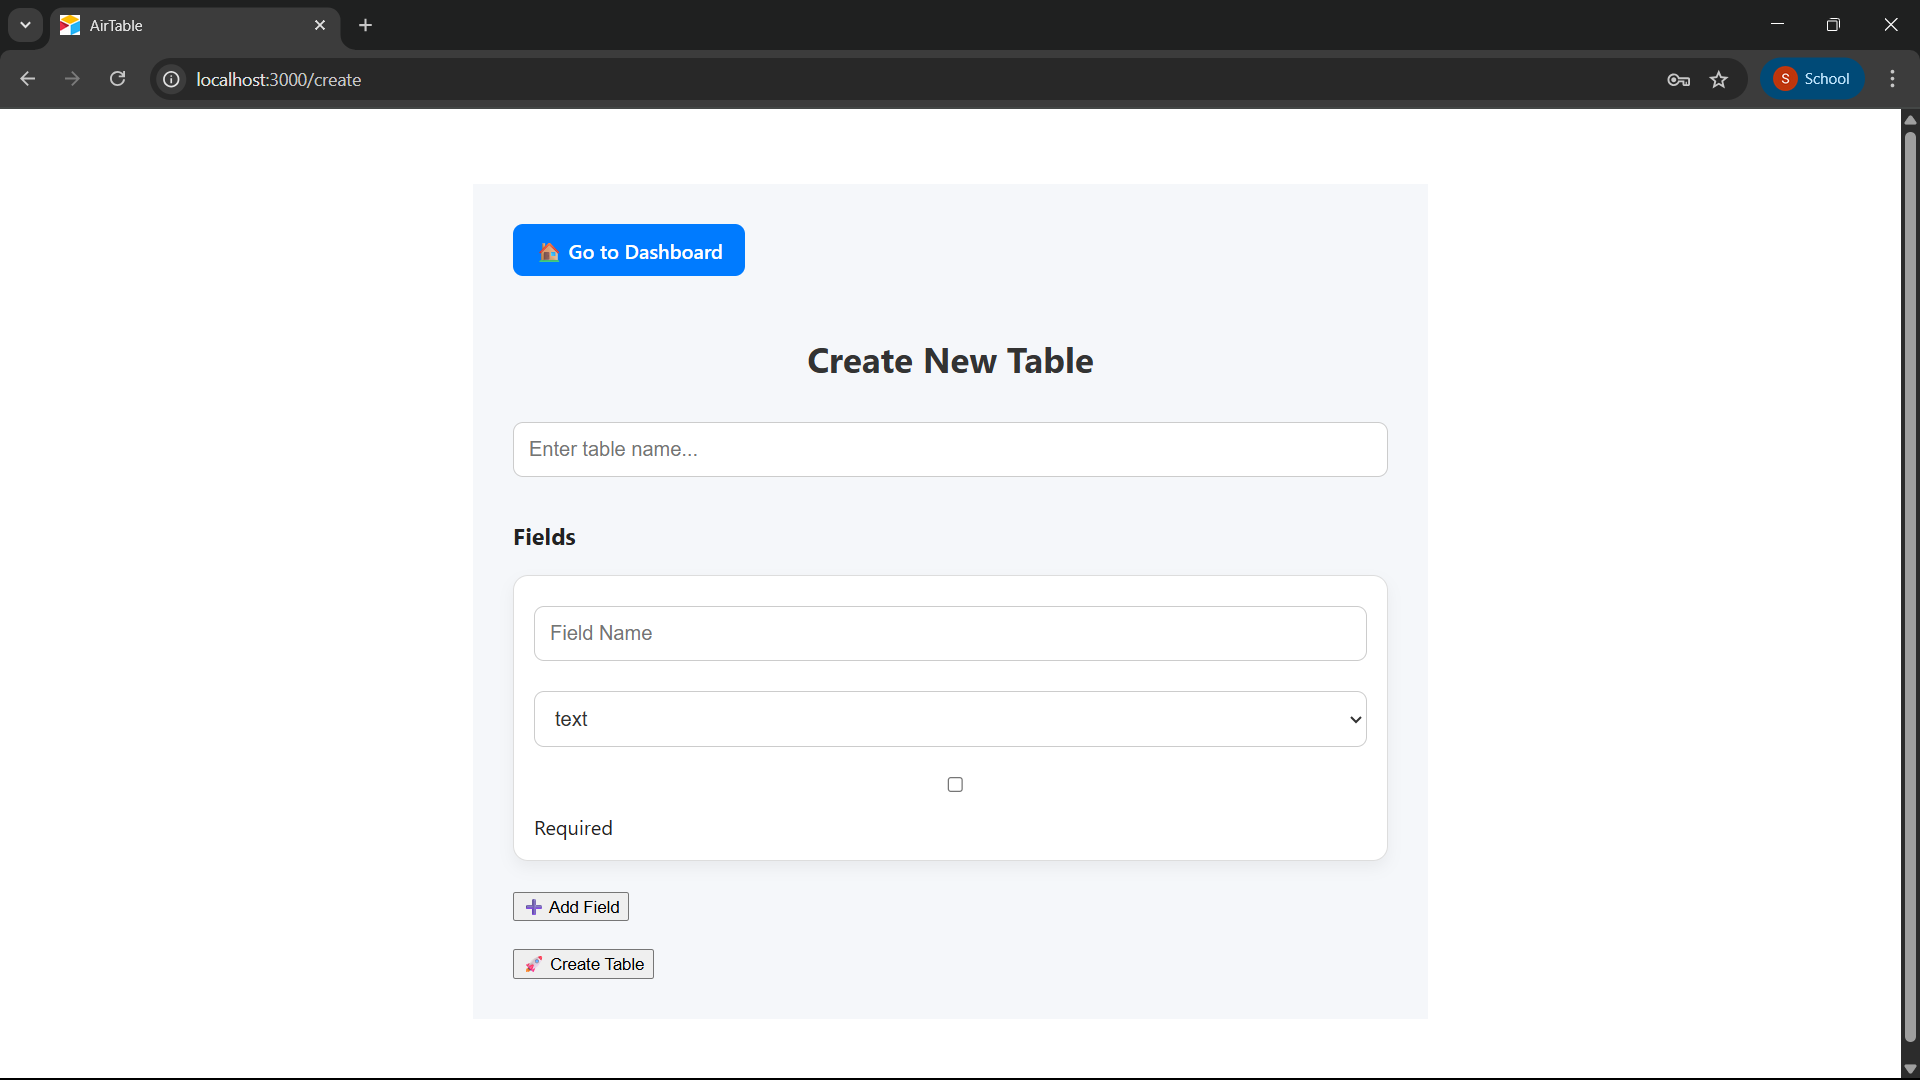 AirTable
localhost:3000/create
S School
Go to Dashboard
Create New Table
Enter table name...
Fields
Field Name
text
Required
Add Field
Create Table